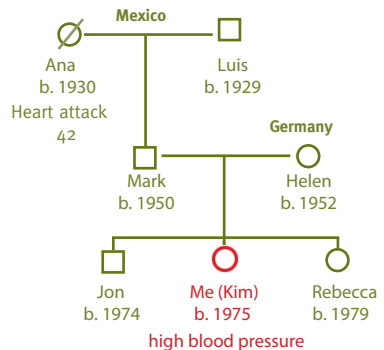 Mexico
Ana
b. 1930
Heart attack
42
Luis
b. 1929
Germany
Mark
b. 1950
Helen
b. 1952
Jon
b. 1974
Me (Kim)
b. 1975
high blood pressure
Rebecca
b. 1979